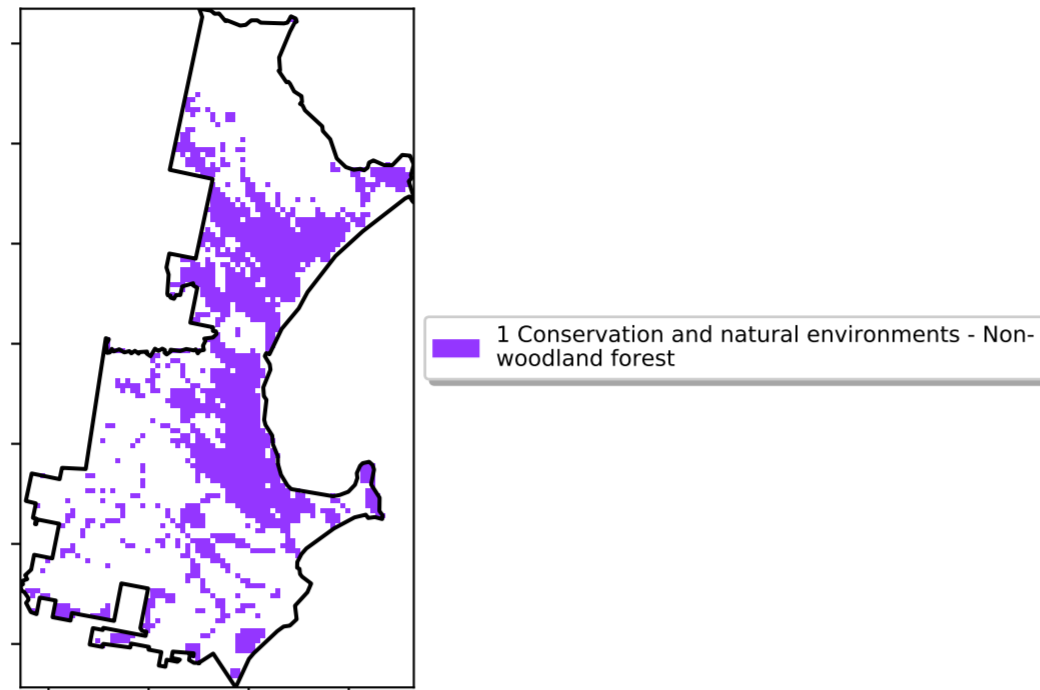 1 Conservation and natural environments - Non-
woodland forest